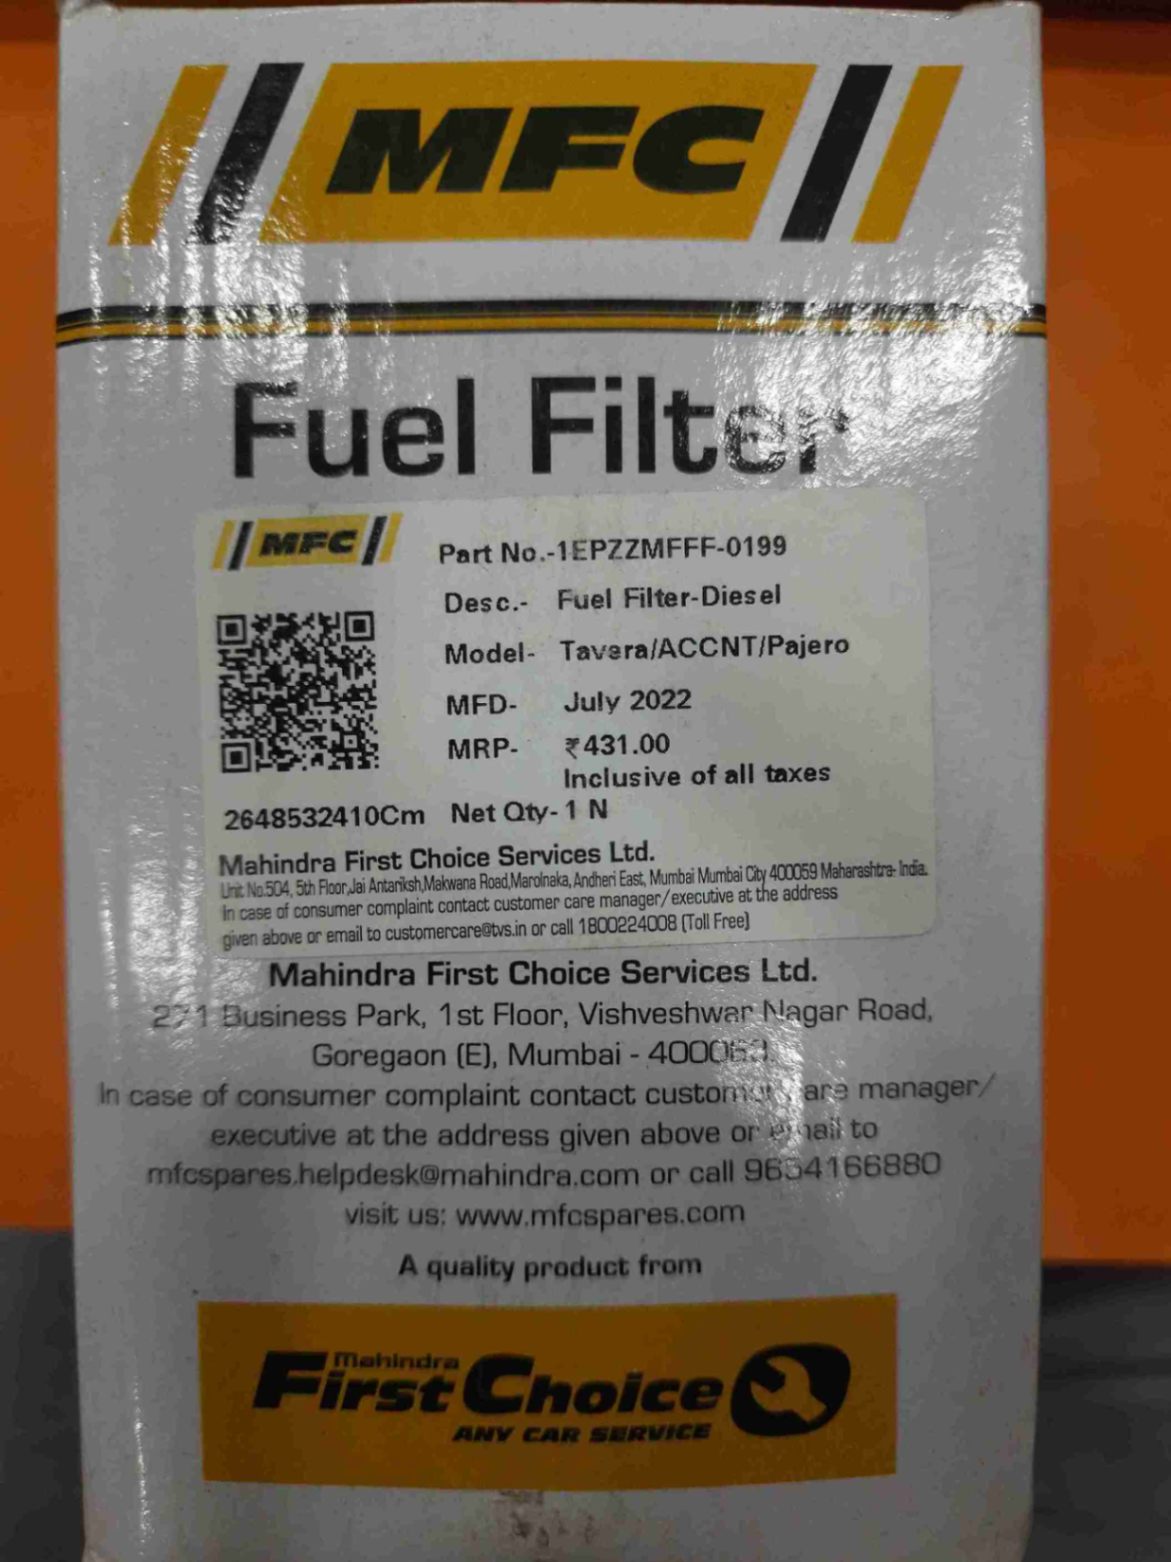 MFC
Fuel Filter
MFC
Part No.-1EPZZMFFF-0199
Desc.- Fuel Filter-Diesel
Model- Tavera/ACCNT/Pajero
MFD- July 2022
MRP- ₹431.00
Inclusive of all taxes
2648532410Cm Net Qty- 1 N
Mahindra First Choice Services Ltd.
Unit No.504, 5th Floor,Jai Antariksh,Makwana Road,Marolnaka, Andheri East, Mumbai Mumbai City 400059 Maharashtra- India.
In case of consumer complaint contact customer care manager/executive at the address
given above or email to customercare@tvs.in or call 1800224008 (Toll Free)
Mahindra First Choice Services Ltd.
271 Business Park, 1st Floor, Vishveshwar Nagar Road,
Goregaon (E), Mumbai -
In case of consumer complaint contact customer care manager/
executive at the address given above or email to
mfcspares.helpdesk@mahindra.com or call 9654166880
visit us: www.mfcspares.com
A quality product from
Mahindra
First Choice
ANY CAR SERVICE